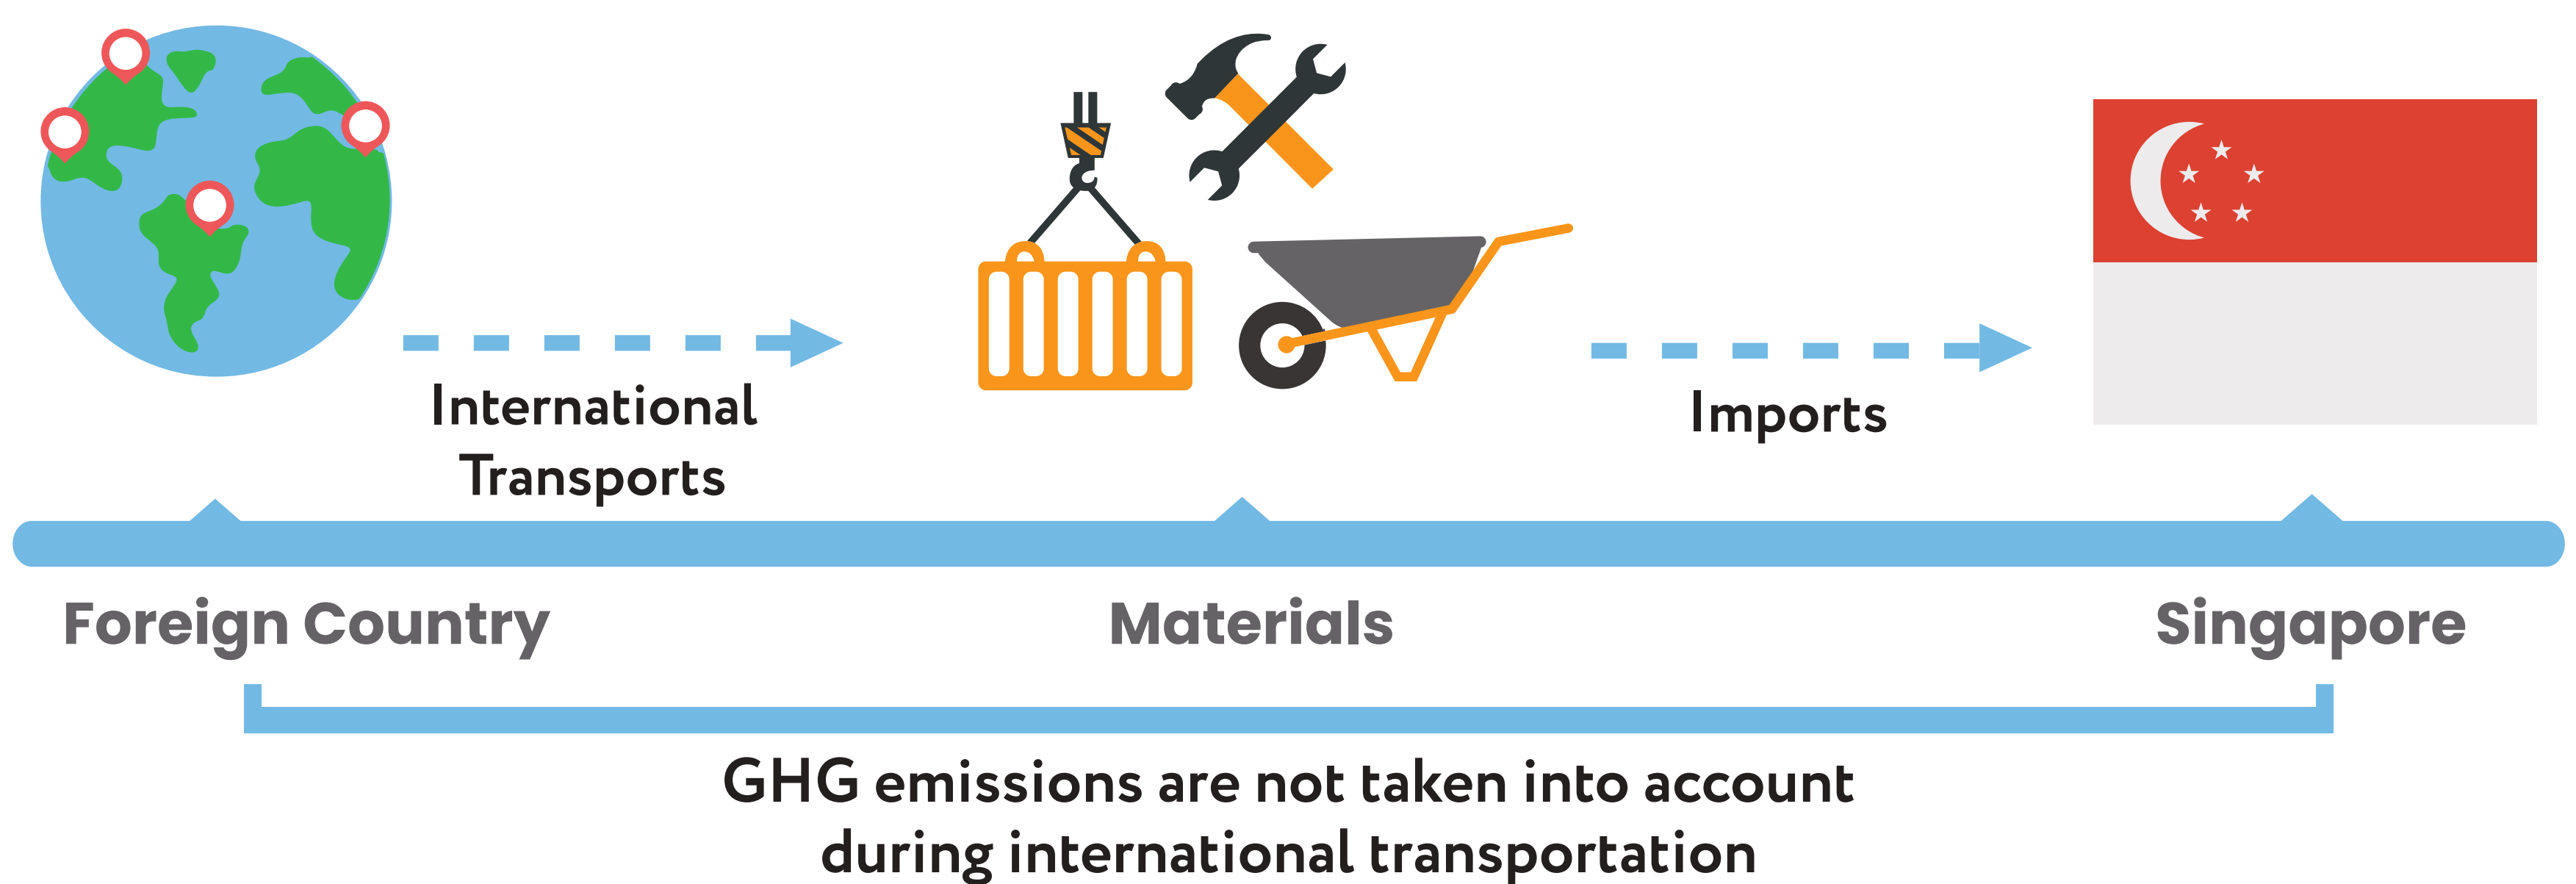 International
Transports
Imports
Foreign Country
Materials
Singapore
GHG emissions are not taken into account
during international transportation